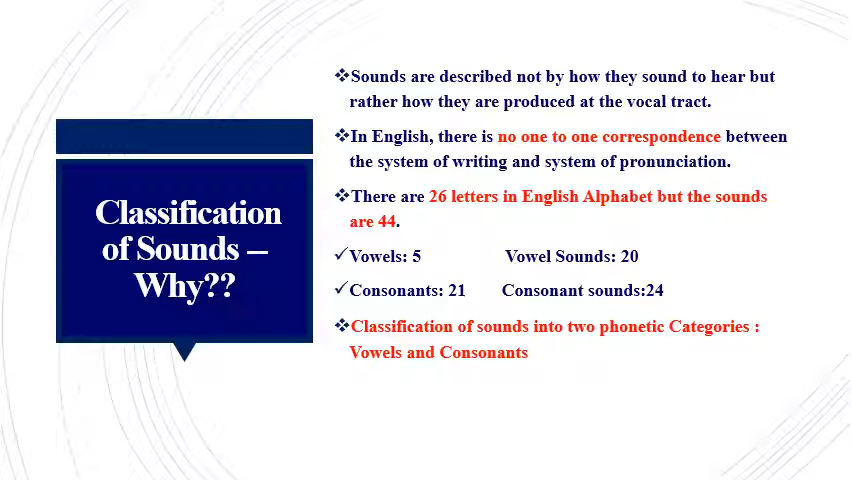 Classification
of Sounds –
Why??
❖Sounds are described not by how they sound to hear but
rather how they are produced at the vocal tract.
❖In English, there is no one to one correspondence between
the system of writing and system of pronunciation.
❖There are 26 letters in English Alphabet but the sounds
are 44.
✓Vowels: 5 Vowel Sounds: 20
✓Consonants: 21 Consonant sounds:24
❖Classification of sounds into two phonetic Categories :
Vowels and Consonants